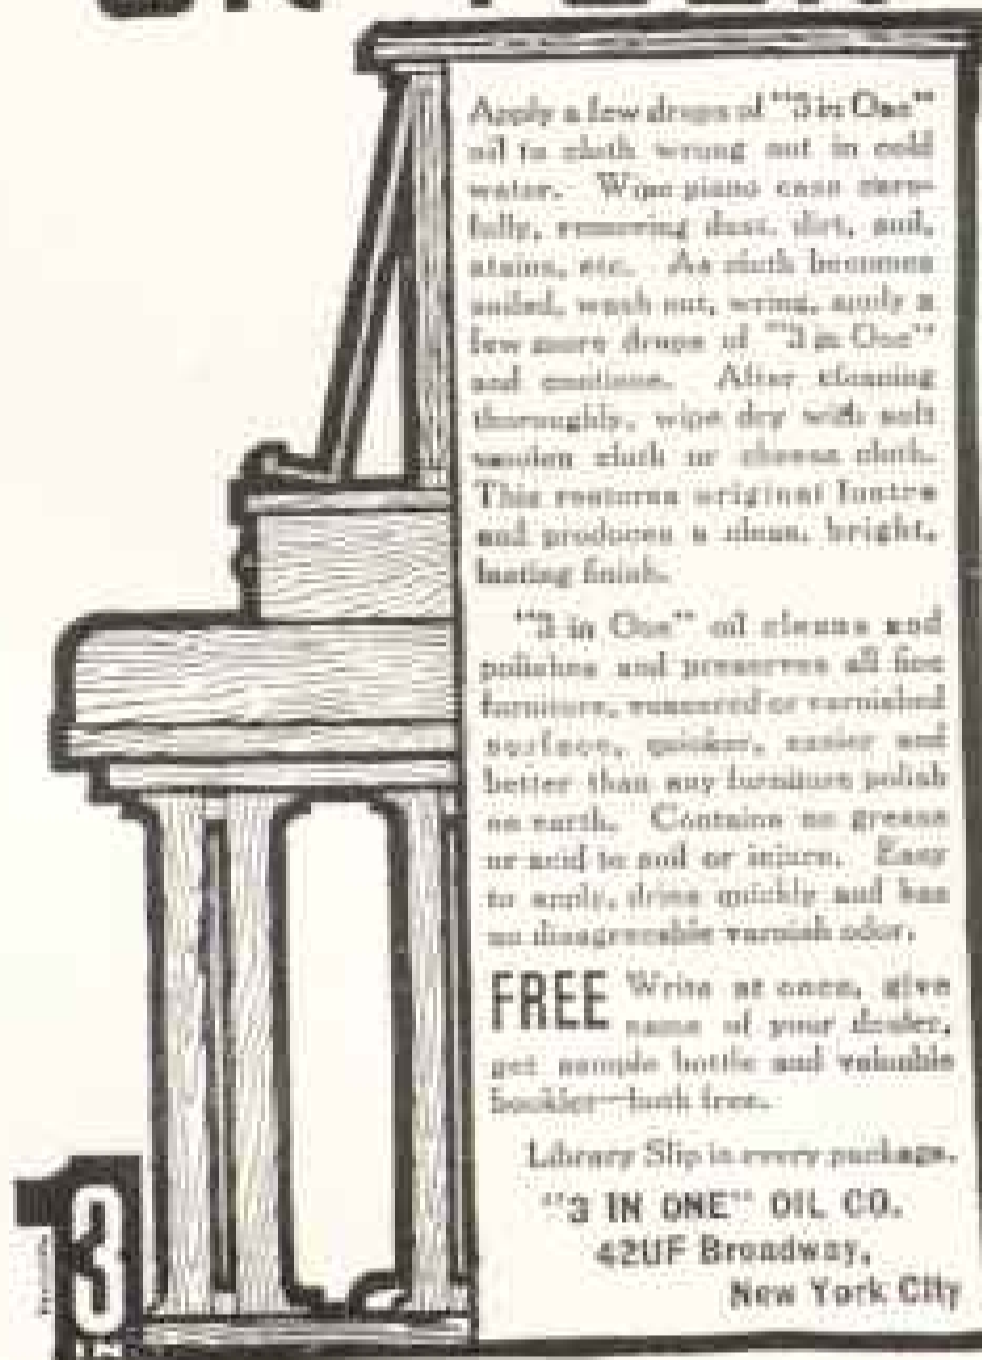 Apply a few drops of "3 in One"
oil to cloth wrung out in cold
water. Wipe piano case care-
fully, removing dust, dirt, soil,
stains, etc. As cloth becomes
soiled, wash out, wring, apply a
few more drops of "3 in One"
and continue. After cleaning
thoroughly, wipe dry with soft
woolen cloth or cheese cloth.
This restores original lustre
and produces a clean, bright,
lasting finish.
"3 in One" oil cleans and
polishes and preserves all fine
furniture, veneered or varnished
surface, quicker, easier and
better than any furniture polish
on earth. Contains no grease
or acid to soil or injure. Easy
to apply, dries quickly and has
no disagreeable varnish odor.
FREE Write at once, give
name of your dealer,
get sample bottle and valuable
booklet—both free.
Library Slip in every package.
"3 IN ONE" OIL CO.
42UF Broadway,
New York City
3